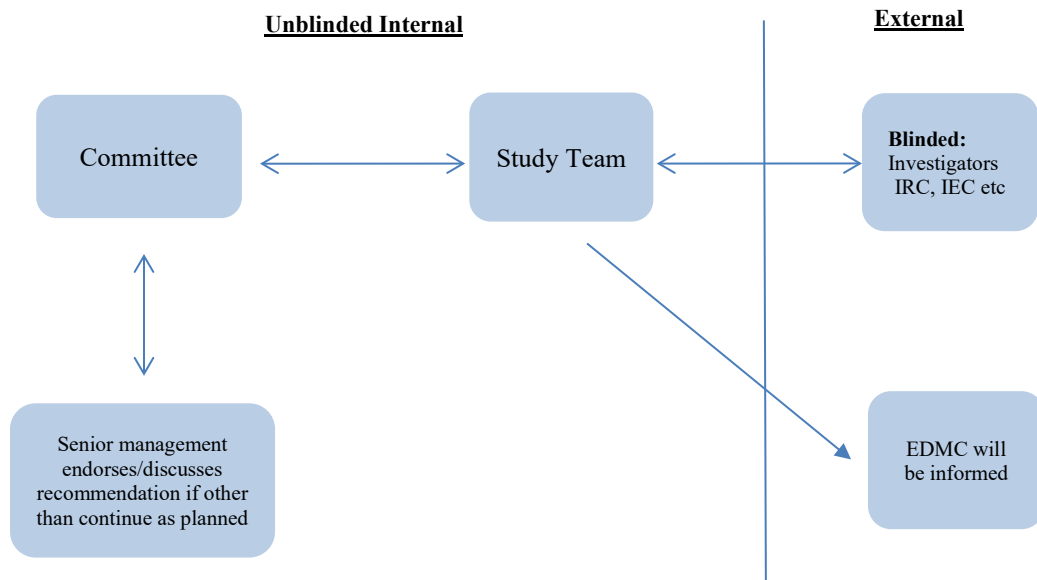 Unblinded Internal
External
Committee
Study Team
Blinded:
Investigators
IRC, IEC etc
Senior management
endorses/discusses
recommendation if other
than continue as planned
EDMC will
be informed